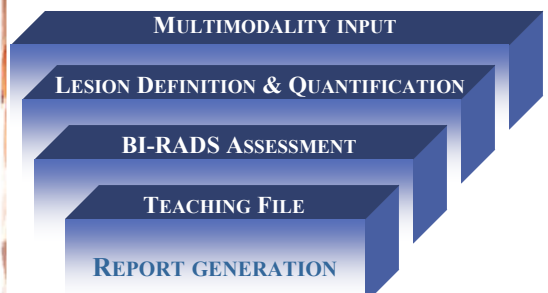 MULTIMODALITY INPUT
LESION DEFINITION & QUANTIFICATION
BI-RADS ASSESSMENT
TEACHING FILE
REPORT GENERATION